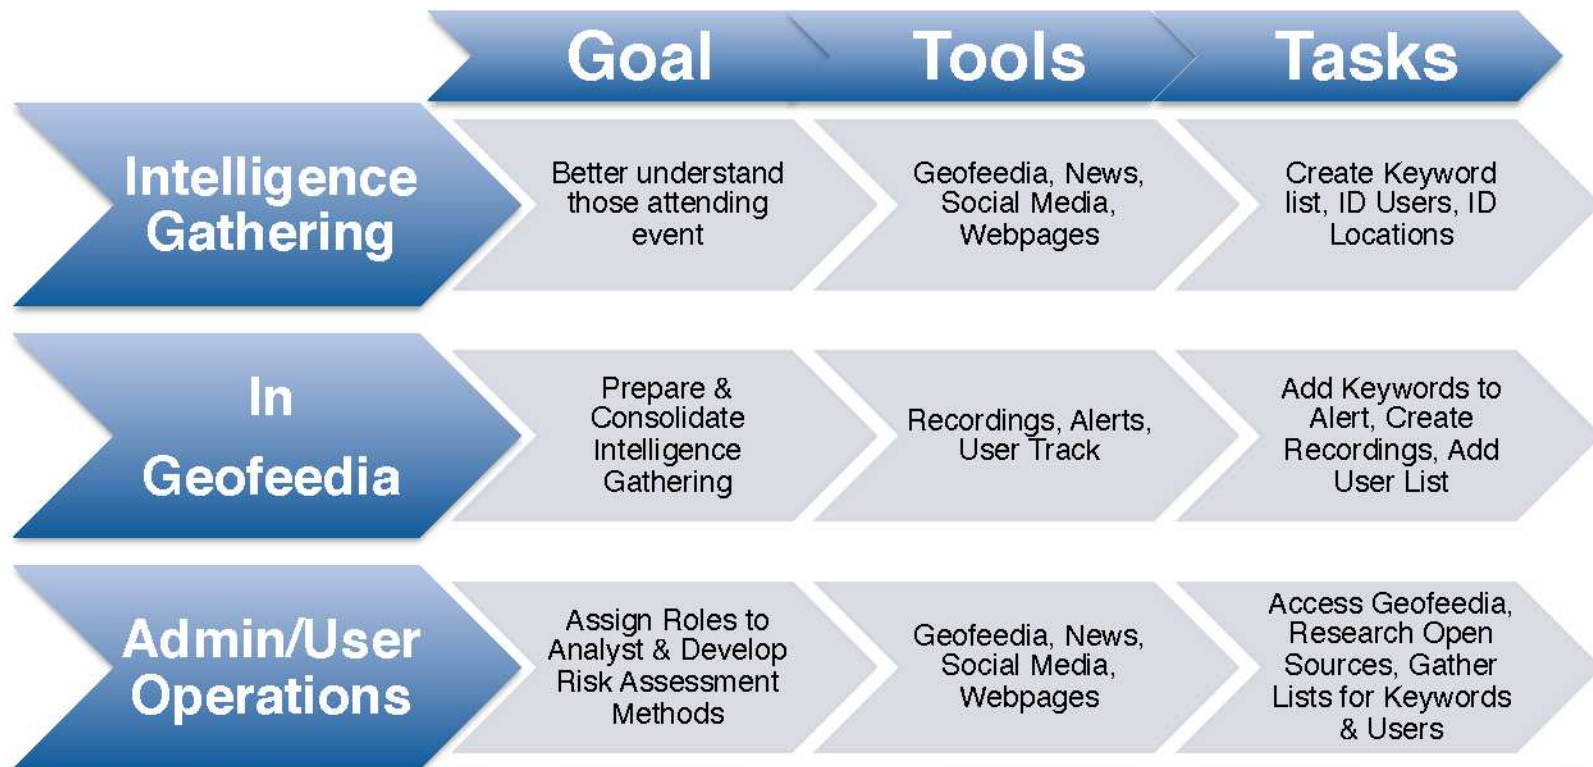 Goal
Tools
Tasks
Intelligence
Gathering
Better understand
those attending
event
Geofeedia, News,
Social Media,
Webpages
Create Keyword
list, ID Users, ID
Locations
In
Geofeedia
Prepare &
Consolidate
Intelligence
Gathering
Recordings, Alerts,
User Track
Add Keywords to
Alert, Create
Recordings, Add
User List
Admin/User
Operations
Assign Roles to
Analyst & Develop
Risk Assessment
Methods
Geofeedia, News,
Social Media,
Webpages
Access Geofeedia,
Research Open
Sources, Gather
Lists for Keywords
& Users